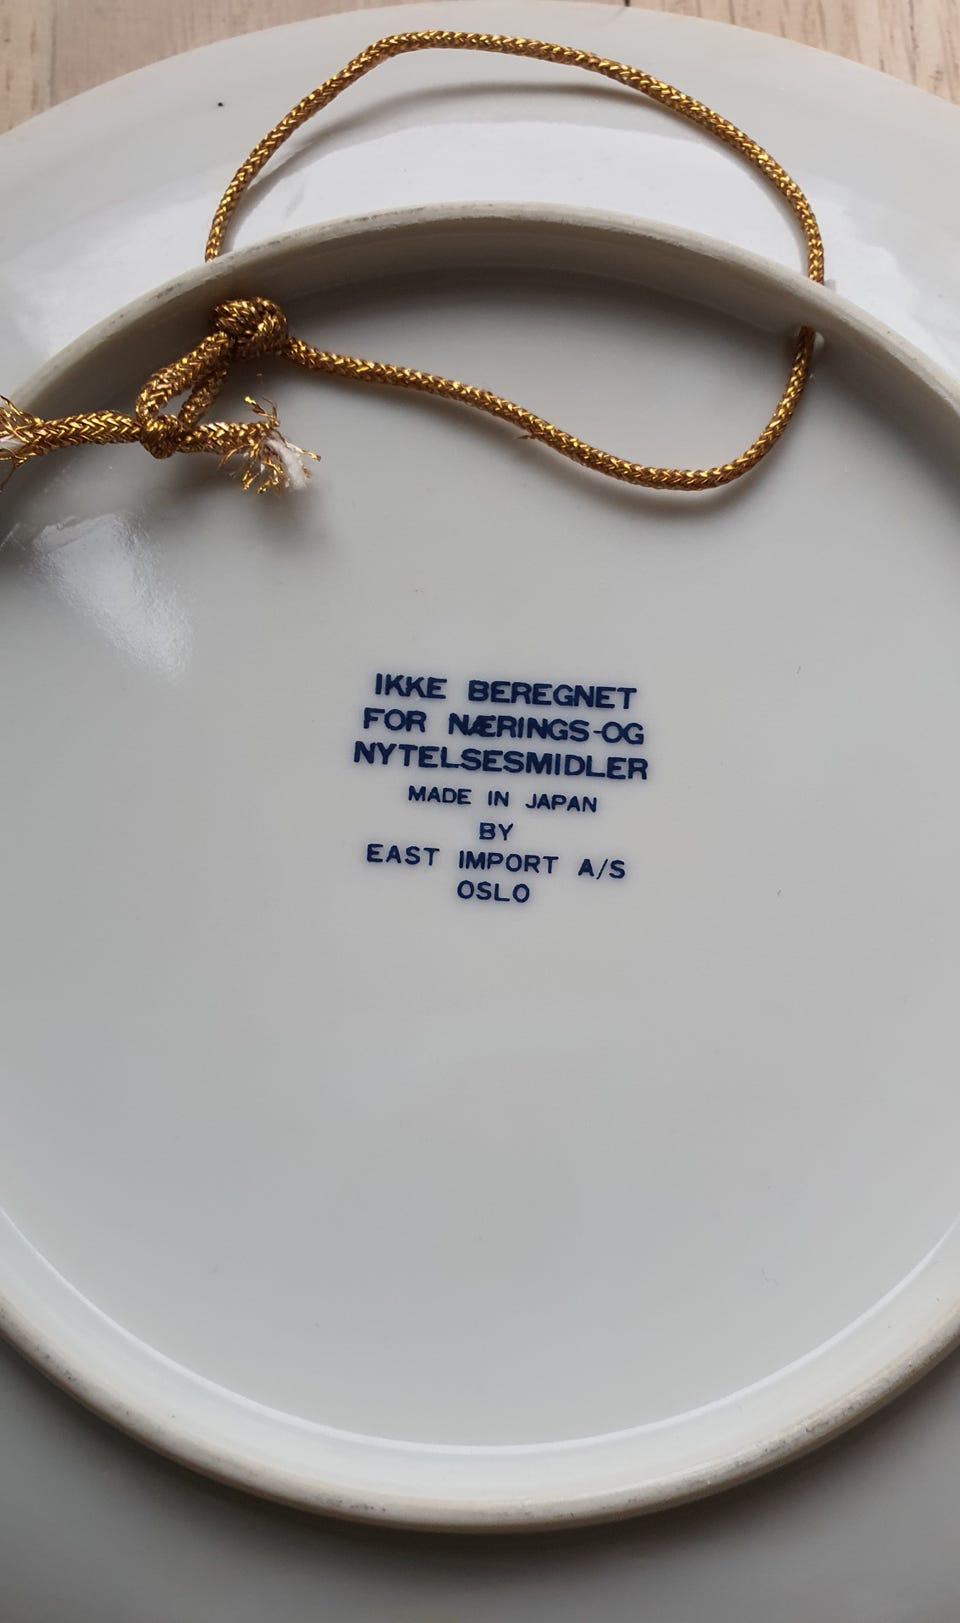 IKKE BEREGNET
FOR NÆRINGS-OG
NYTELSESMIDLER
MADE IN JAPAN
BY
EAST IMPORT A/S
OSLO